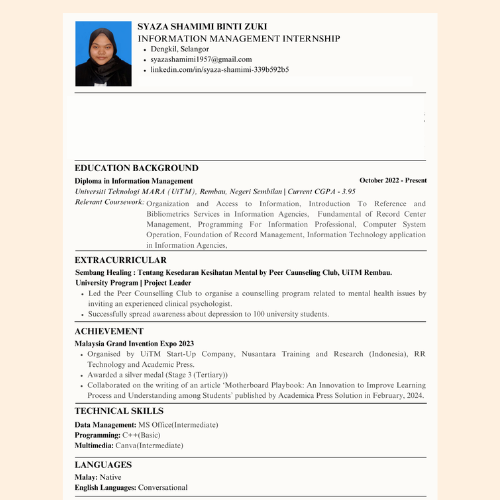 SYAZA SHAMIMI BINTI ZUKI
INFORMATION MANAGEMENT INTERNSHIP
• Dengkil, Selangor
• syazashamimi1957@gmail.com
• linkedin.com/in/syaza-shamimi-339b592b5
EDUCATION BACKGROUND
Diploma in Information Management October 2022 - Present
Universiti Teknologi MARA (UiTM), Rembau, Negeri Sembilan | Current CGPA - 3.95
Relevant Coursework: Organization and Access to Information, Introduction To Reference and
Bibliometrics Services in Information Agencies, Fundamental of Record Center
Management, Programming For Information Professional, Computer System
Operation, Foundation of Record Management, Information Technology application
in Information Agencies.
EXTRACURRICULAR
Sembang Healing : Tentang Kesedaran Kesihatan Mental by Peer Caunseling Club, UiTM Rembau.
University Program | Project Leader
• Led the Peer Counselling Club to organise a counselling program related to mental health issues by
inviting an experienced clinical psychologist.
• Successfully spread awareness about depression to 100 university students.
ACHIEVEMENT
Malaysia Grand Invention Expo 2023
• Organised by UiTM Start-Up Company, Nusantara Training and Research (Indonesia), RR
Technology and Academic Press.
• Awarded a silver medal (Stage 3 (Tertiary))
• Collaborated on the writing of an article 'Motherboard Playbook: An Innovation to Improve Learning
Process and Understanding among Students' published by Academica Press Solution in February, 2024.
TECHNICAL SKILLS
Data Management: MS Office(Intermediate)
Programming: C++(Basic)
Multimedia: Canva(Intermediate)
LANGUAGES
Malay: Native
English Languages: Conversational